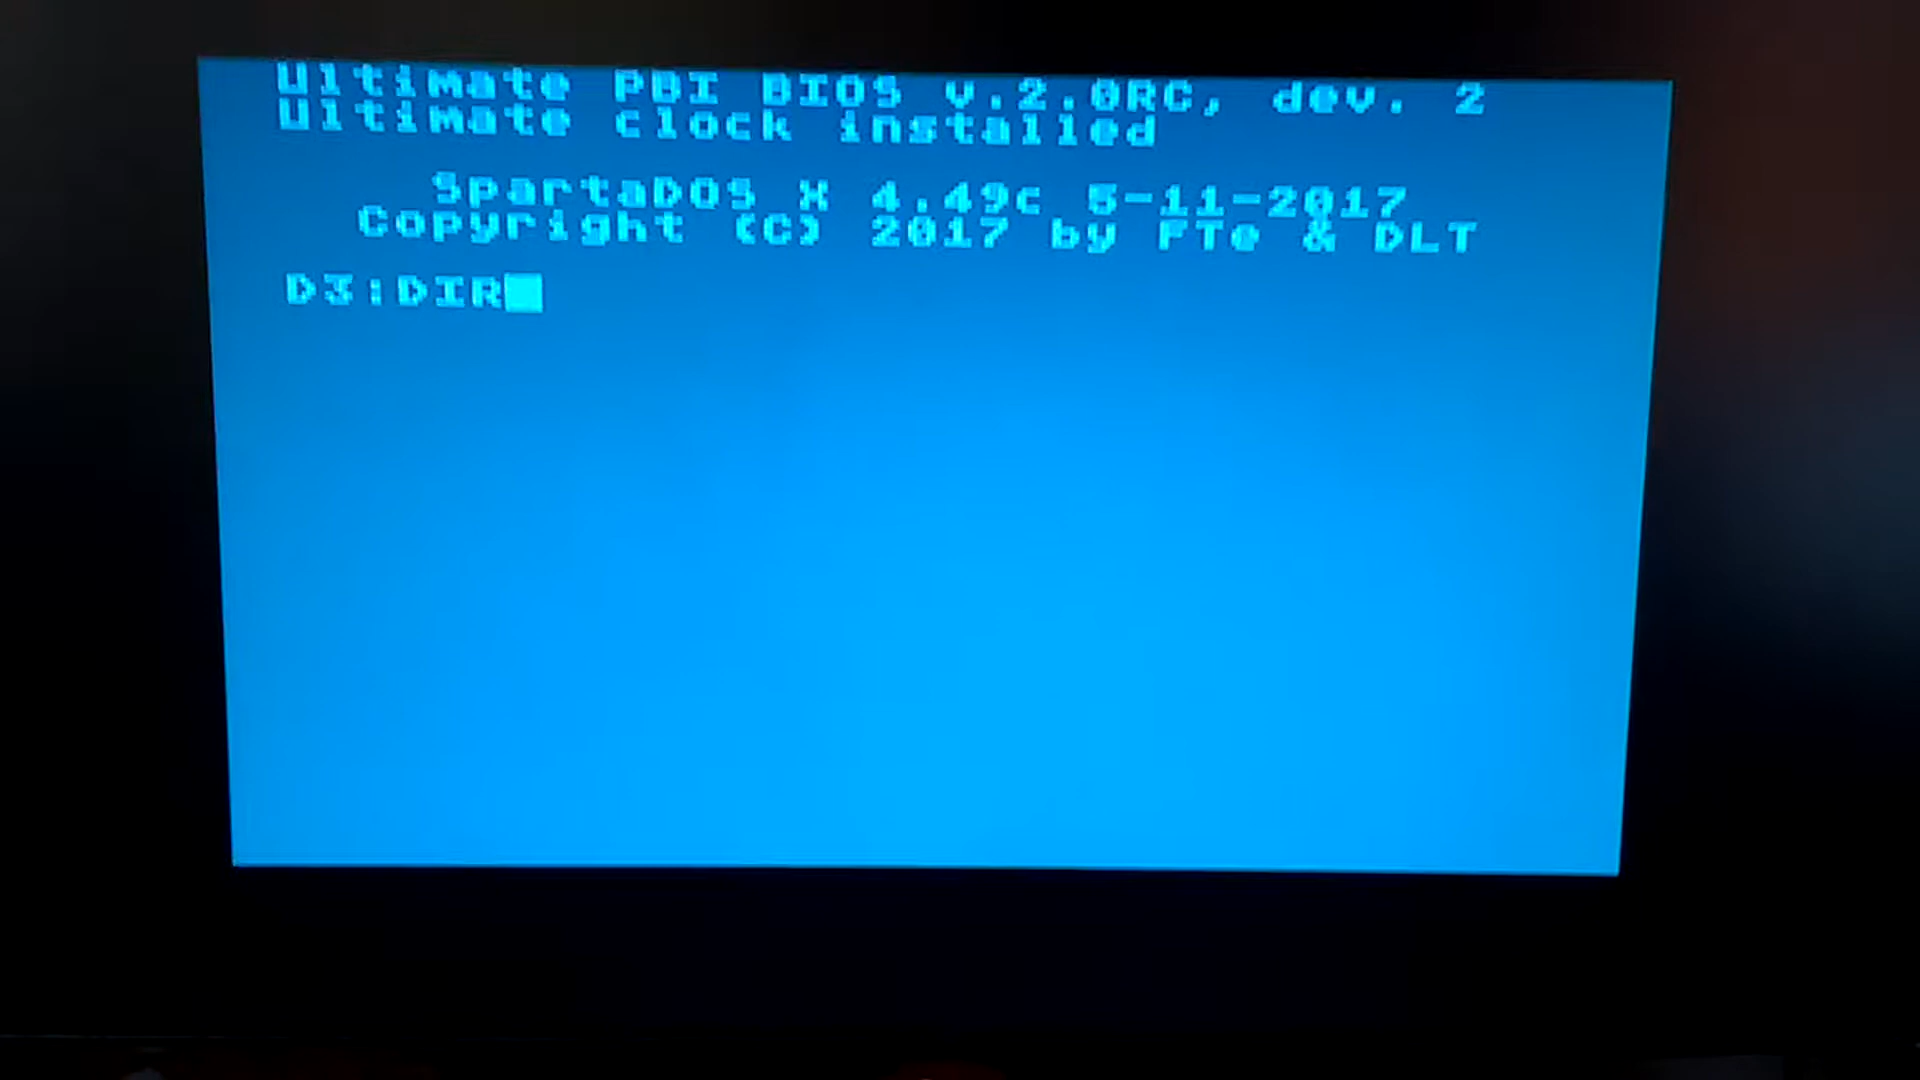 Ultimate PBI BIOS v.2.0RC, dev. 2
Ultimate clock installed
SpartaDOS X 4.49c 5-11-2017
Copyright (C) 2017 by FTe & DLT
D3:DIR